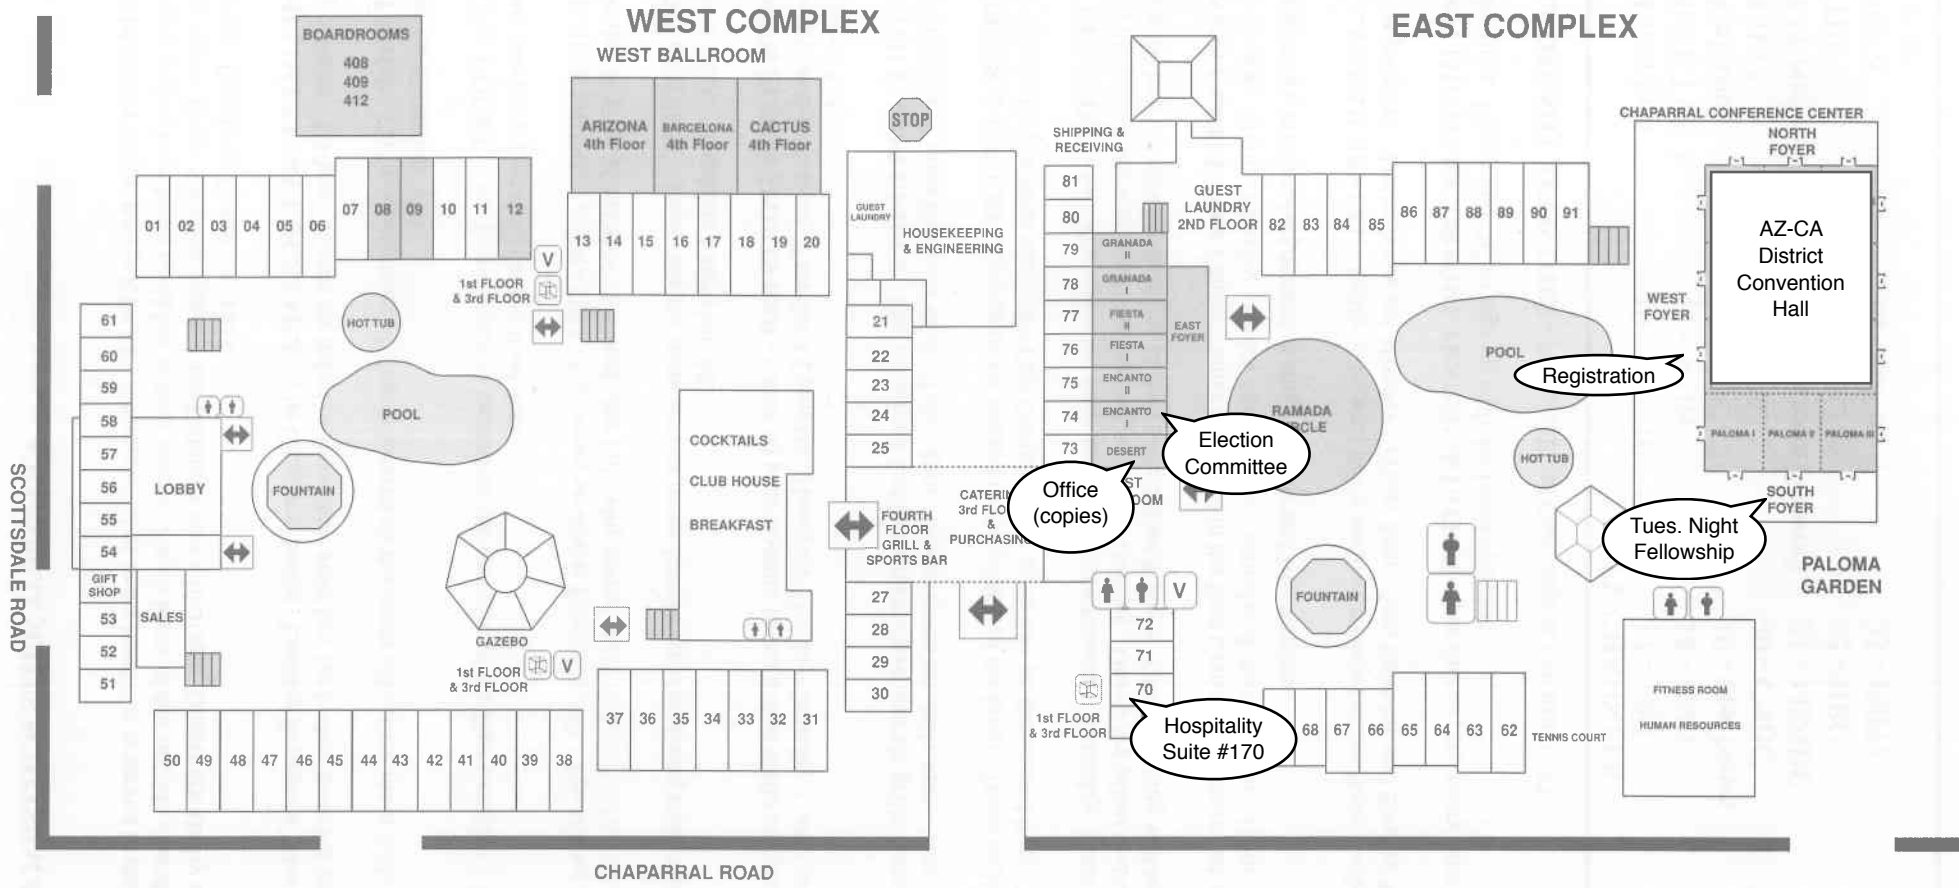 WEST COMPLEX
WEST BALLROOM
EAST COMPLEX
BOARDROOMS
408
409
412
ARIZONA
4th Floor
BARCELONA
4th Floor
CACTUS
4th Floor
STOP
SHIPPING &
RECEIVING
CHAPARRAL CONFERENCE CENTER
NORTH
FOYER
01 02 03 04 05 06 07 08 09 10 11 12
13 14 15 16 17 18 19 20
V
1st FLOOR
& 3rd FLOOR
GUEST
LAUNDRY
HOUSEKEEPING
& ENGINEERING
81
80
79
78
77
76
75
74
73
GRANADA
II
GRANADA
I
FIESTA
II
FIESTA
I
ENCANTO
II
ENCANTO
I
DESERT
EAST
FOYER
GUEST
LAUNDRY
2ND FLOOR
82 83 84 85 86 87 88 89 90 91
AZ-CA
District
Convention
Hall
WEST
FOYER
POOL
Registration
PALOMA I
PALOMA II
PALOMA III
HOT TUB
SOUTH
FOYER
Tues. Night
Fellowship
PALOMA
GARDEN
RAMADA
Election
Committee
Office
(copies)
61
60
59
58
57
56
55
54
GIFT
SHOP
53
52
51
HOT TUB
POOL
LOBBY
FOUNTAIN
SALES
GAZEBO
1st FLOOR
& 3rd FLOOR
V
COCKTAILS
CLUB HOUSE
BREAKFAST
21
22
23
24
25
FOURTH
FLOOR
GRILL &
SPORTS BAR
3rd
&
PURCHASING
27
28
29
30
V
72
71
70
1st FLOOR
& 3rd FLOOR
Hospitality
Suite #170
FOUNTAIN
68 67 66 65 64 63 62
TENNIS COURT
FITNESS ROOM
HUMAN RESOURCES
50 49 48 47 46 45 44 43 42 41 40 39 38
37 36 35 34 33 32 31
SCOTTSDALE ROAD
CHAPARRAL ROAD